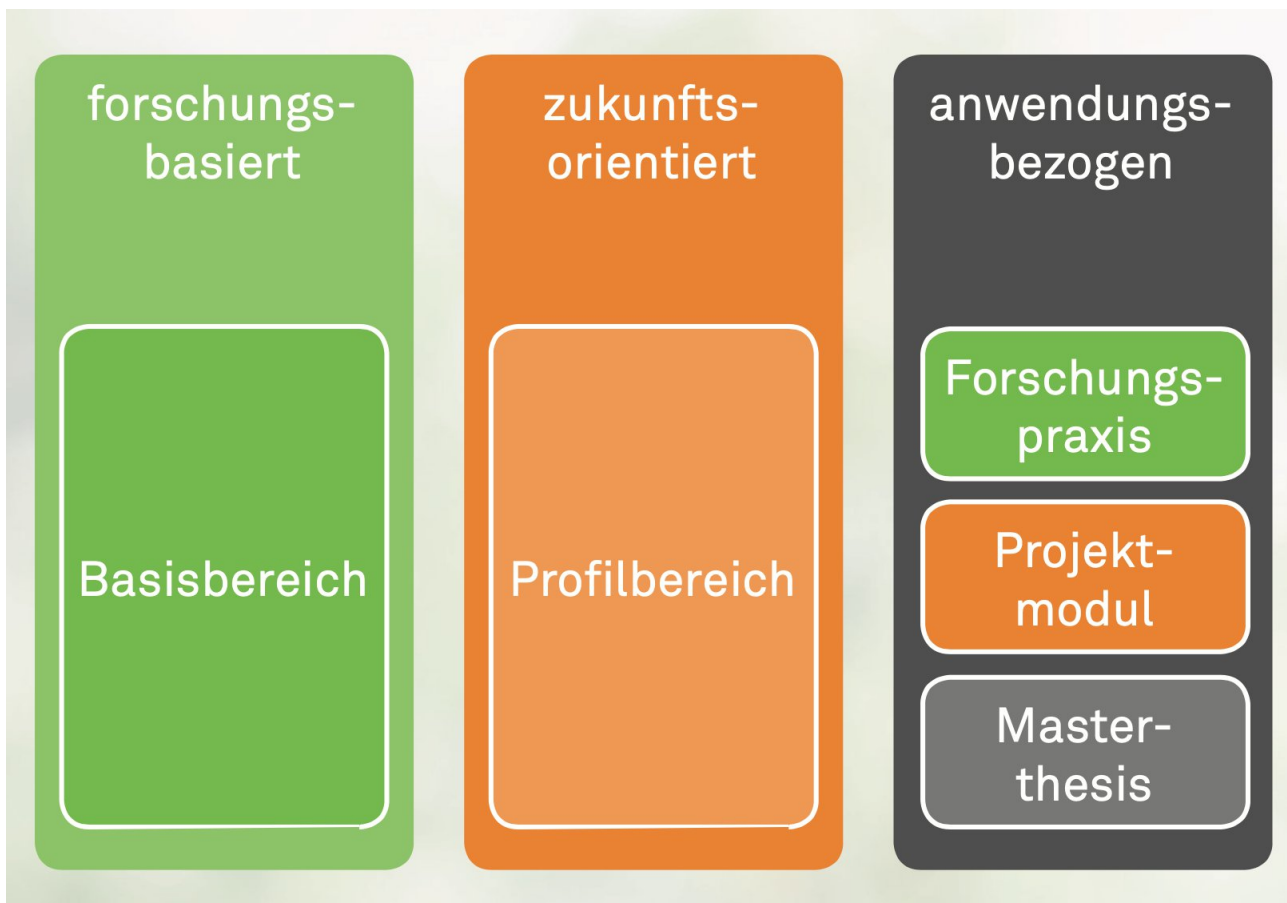 forschungs-
basiert
Basisbereich
zukunfts-
orientiert
Profilbereich
anwendungs-
bezogen
Forschungs-
praxis
Projekt-
modul
Master-
thesis